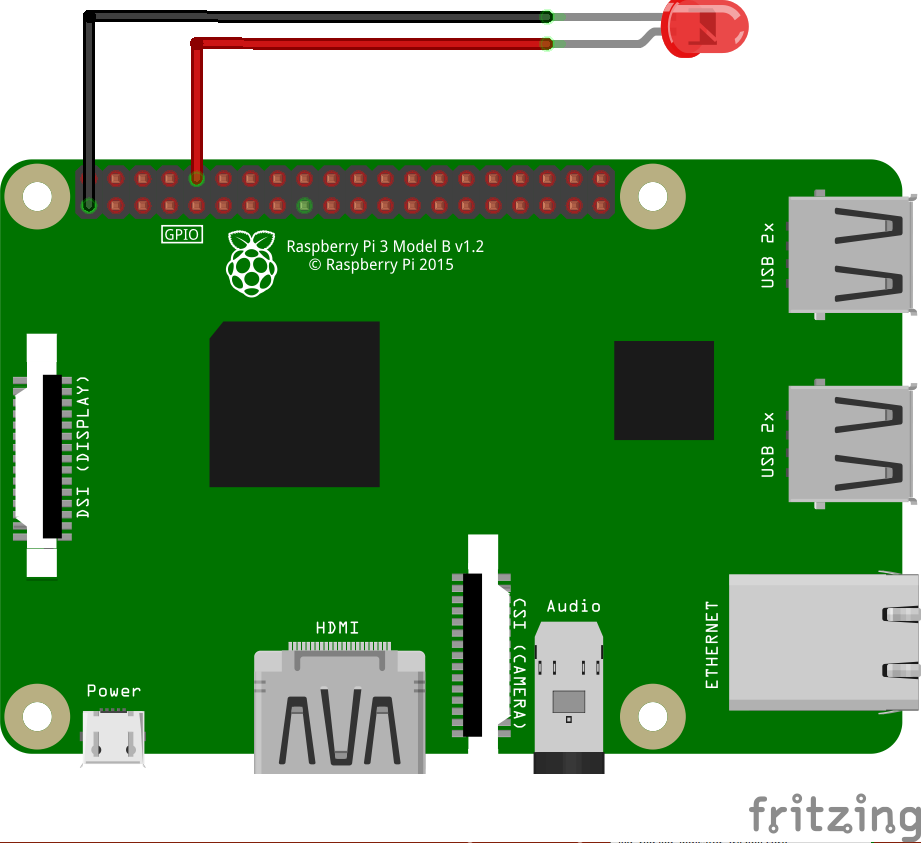 GPIO
Raspberry Pi 3 Model B v1.2
© Raspberry Pi 2015
USB 2x
DSI (DISPLAY)
USB 2x
HDMI
CSI (CAMERA)
Audio
ETHERNET
Power
fritzing